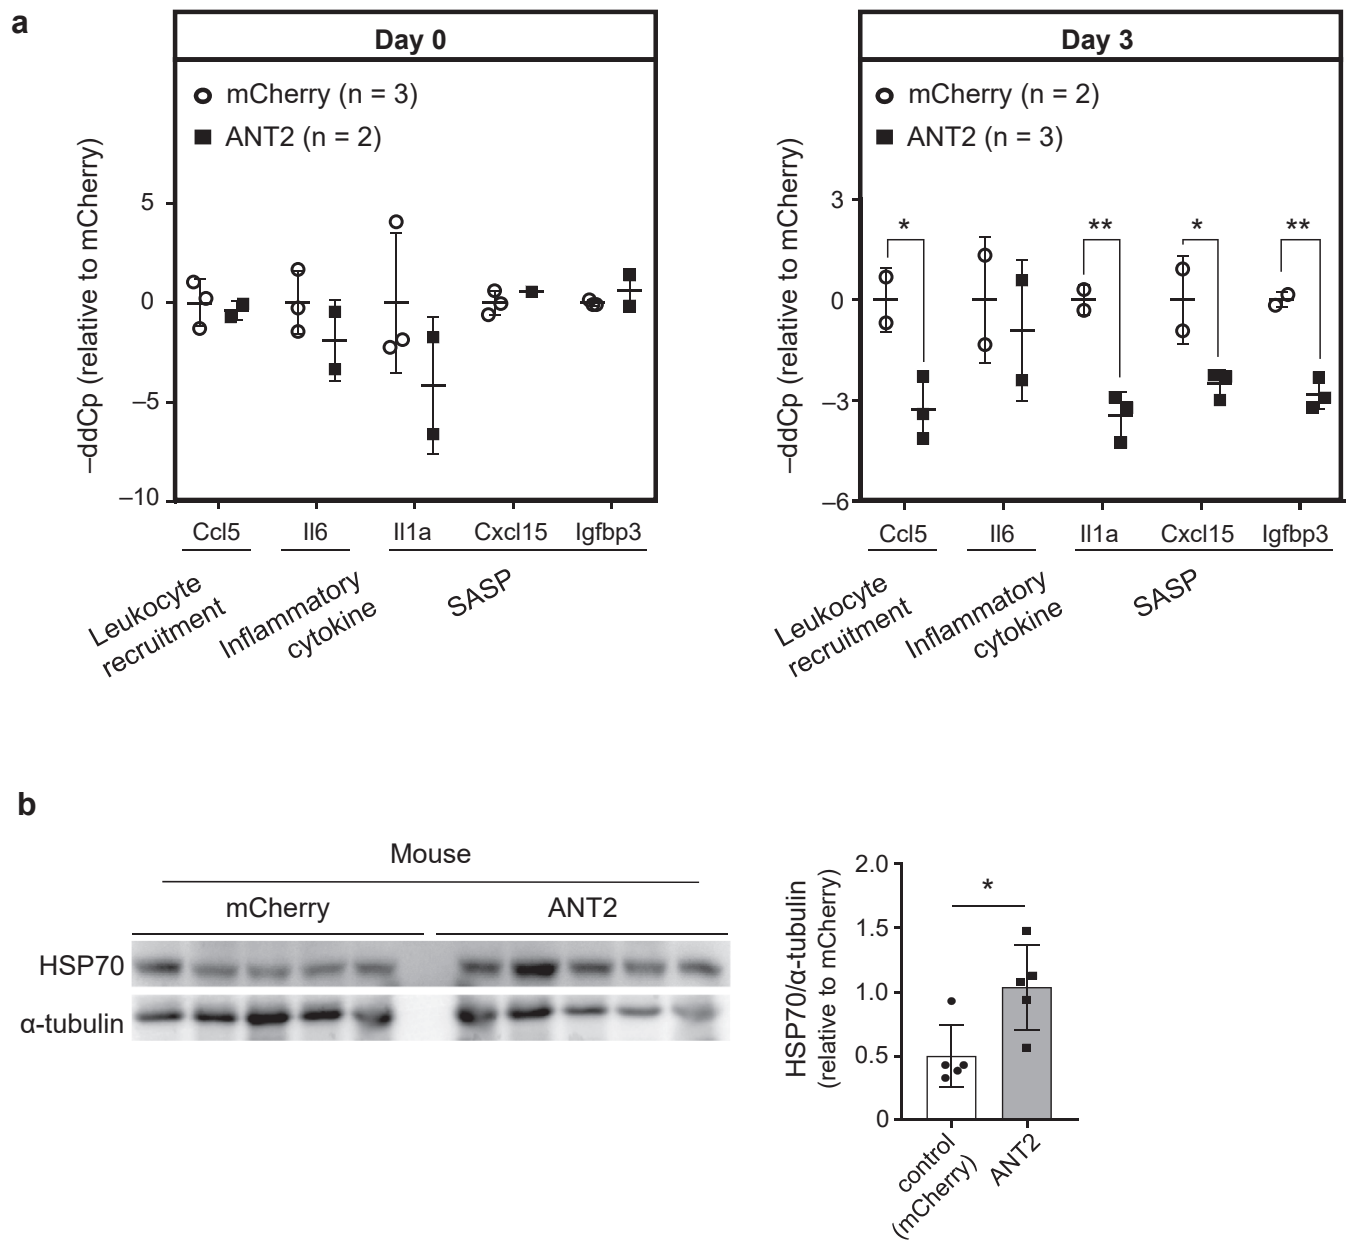 a
Day 0
mCherry (n = 3)
ANT2 (n = 2)
–ddCp (relative to mCherry)
5
0
–5
–10
Ccl5 Il6 Il1a Cxcl15 Igfbp3
Leukocyte
recruitment
Inflammatory
cytokine
SASP
Day 3
mCherry (n = 2)
ANT2 (n = 3)
–ddCp (relative to mCherry)
3
0
–3
–6
* ** * **
Ccl5 Il6 Il1a Cxcl15 Igfbp3
Leukocyte
recruitment
Inflammatory
cytokine
SASP
b
Mouse
mCherry ANT2
HSP70
α-tubulin
HSP70/α-tubulin
(relative to mCherry)
2.0
1.5
1.0
0.5
0
*
control
(mCherry)
ANT2